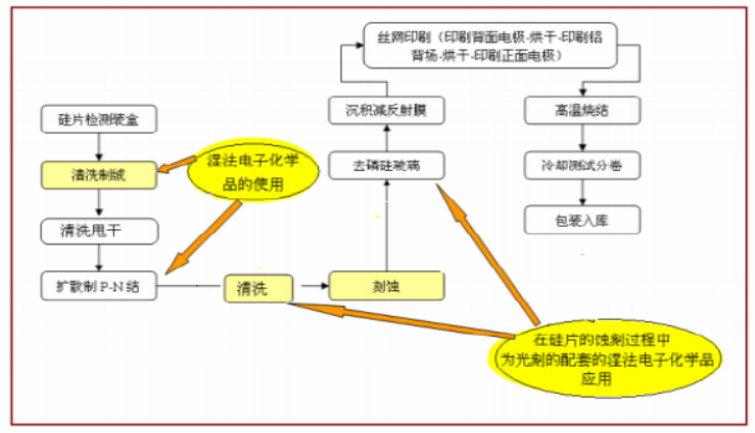 硅片检测装盒
清洗制绒
清洗甩干
扩散制 P-N 结
湿法电子化学
品的使用
清洗
刻蚀
去磷硅玻璃
沉积减反射膜
丝网印刷（印刷背面电极-烘干-印刷铝
背场-烘干-印刷正面电极）
高温烧结
冷却测试分卷
包装入库
在硅片的蚀刻过程中
为光刻的配套的湿法电子化学品
应用